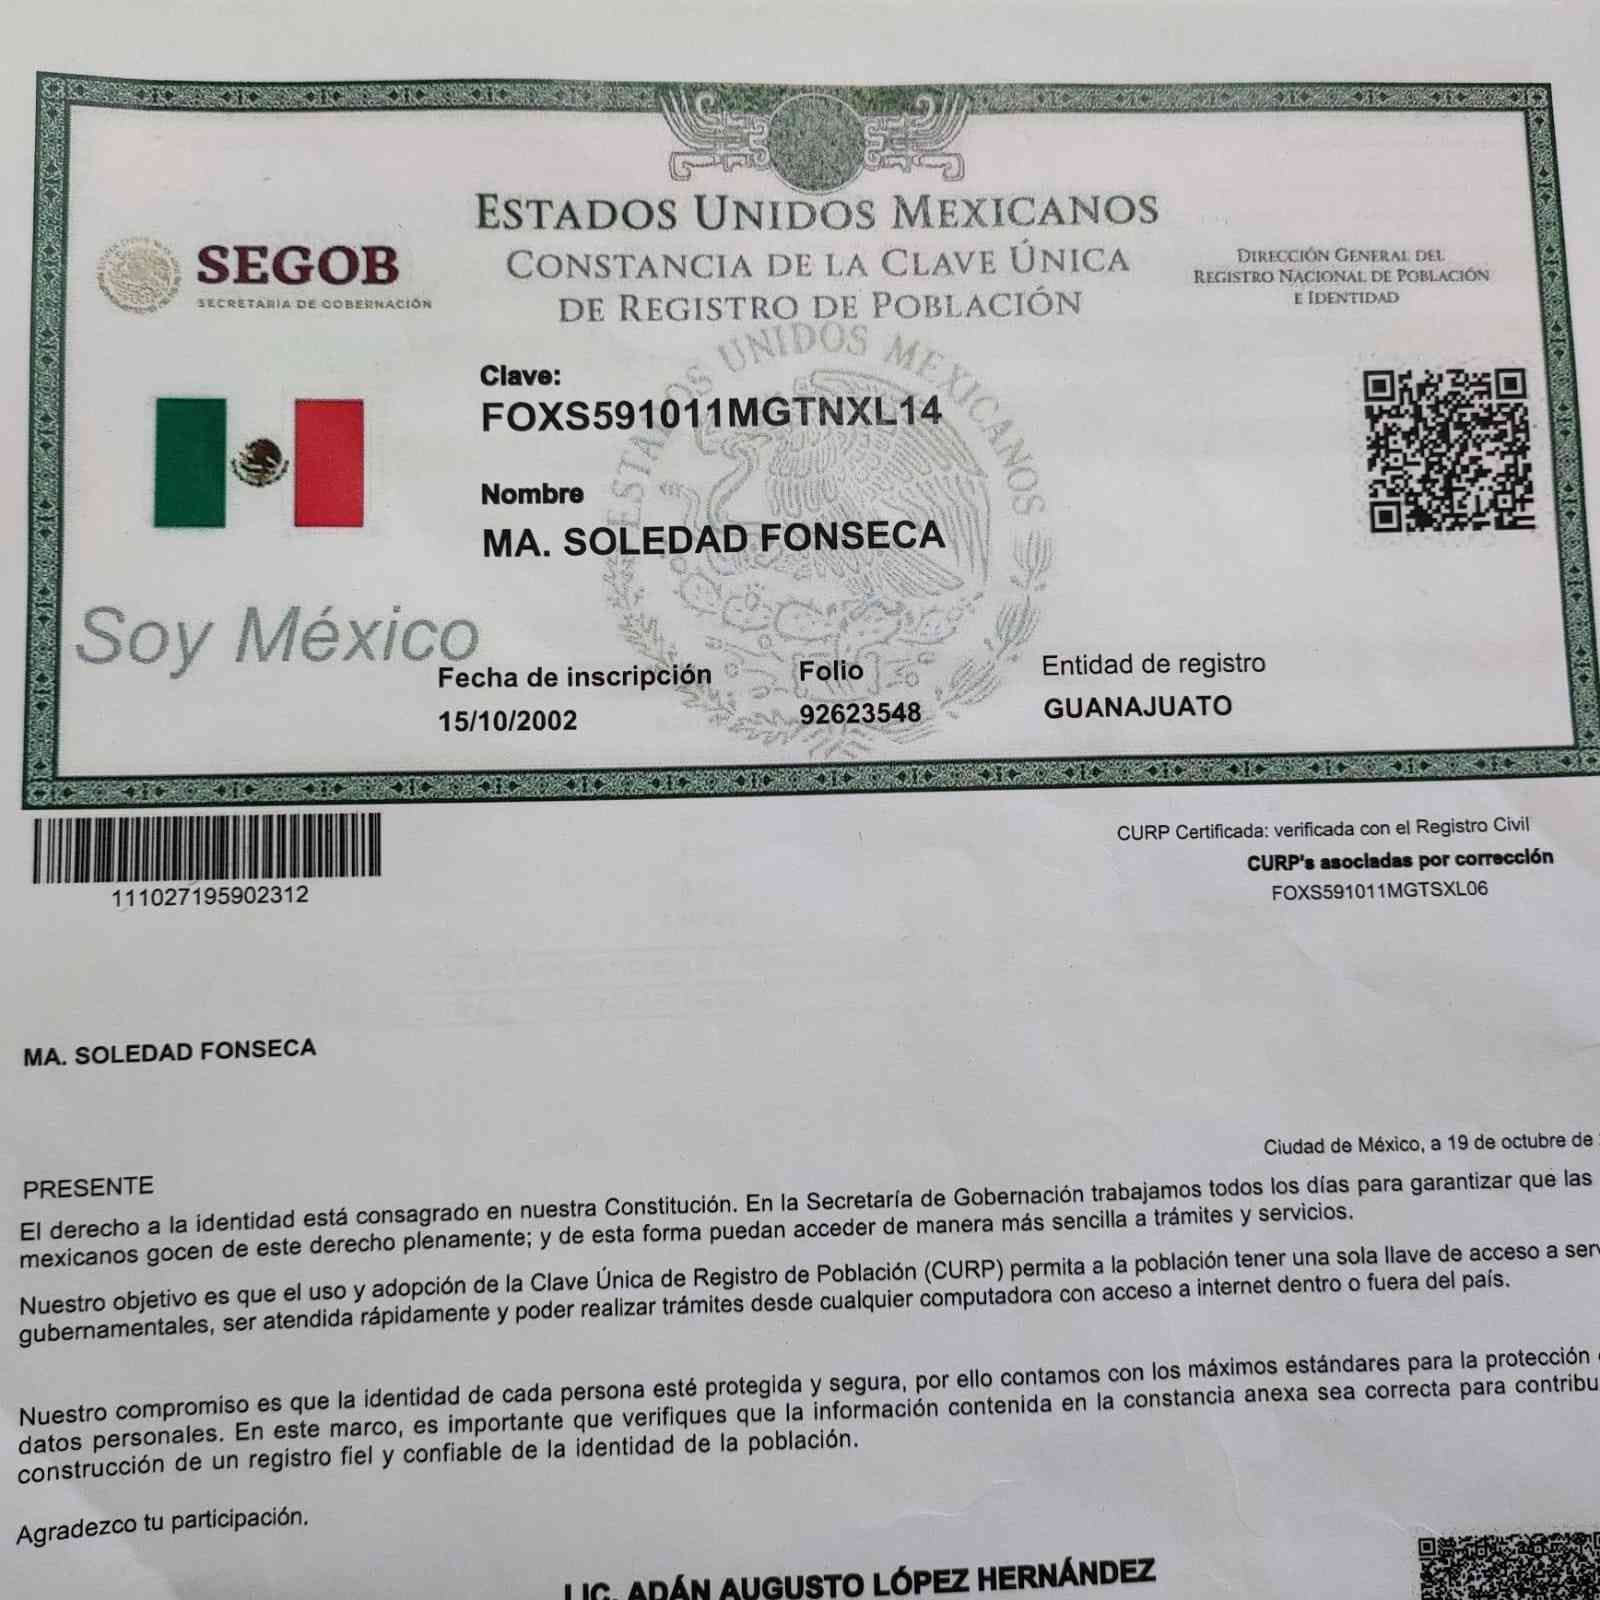 ESTADOS UNIDOS MEXICANOS
CONSTANCIA DE LA CLAVE ÚNICA
DE REGISTRO DE POBLACIÓN
SEGOB
SECRETARÍA DE GOBERNACIÓN
DIRECCIÓN GENERAL DEL
REGISTRO NACIONAL DE POBLACIÓN
E IDENTIDAD
ESTADOS UNIDOS MEXICANOS
Clave:
FOXS591011MGTNXL14
Nombre
MA. SOLEDAD FONSECA
Soy México
Fecha de inscripción
15/10/2002
Folio
92623548
Entidad de registro
GUANAJUATO
111027195902312
CURP Certificada: verificada con el Registro Civil
CURP's asociadas por corrección
FOXS591011MGTSXL06
MA. SOLEDAD FONSECA
Ciudad de México, a 19 de octubre de
PRESENTE
El derecho a la identidad está consagrado en nuestra Constitución. En la Secretaría de Gobernación trabajamos todos los días para garantizar que las
mexicanos gocen de este derecho plenamente; y de esta forma puedan acceder de manera más sencilla a trámites y servicios.
Nuestro objetivo es que el uso y adopción de la Clave Única de Registro de Población (CURP) permita a la población tener una sola llave de acceso a
gubernamentales, ser atendida rápidamente y poder realizar trámites desde cualquier computadora con acceso a internet dentro o fuera del país.
Nuestro compromiso es que la identidad de cada persona esté protegida y segura, por ello contamos con los máximos estándares para la protección
datos personales. En este marco, es importante que verifiques que la información contenida en la constancia anexa sea correcta para
construcción de un registro fiel y confiable de la identidad de la población.
Agradezco tu participación.
LIC. ADÁN AUGUSTO LÓPEZ HERNÁNDEZ